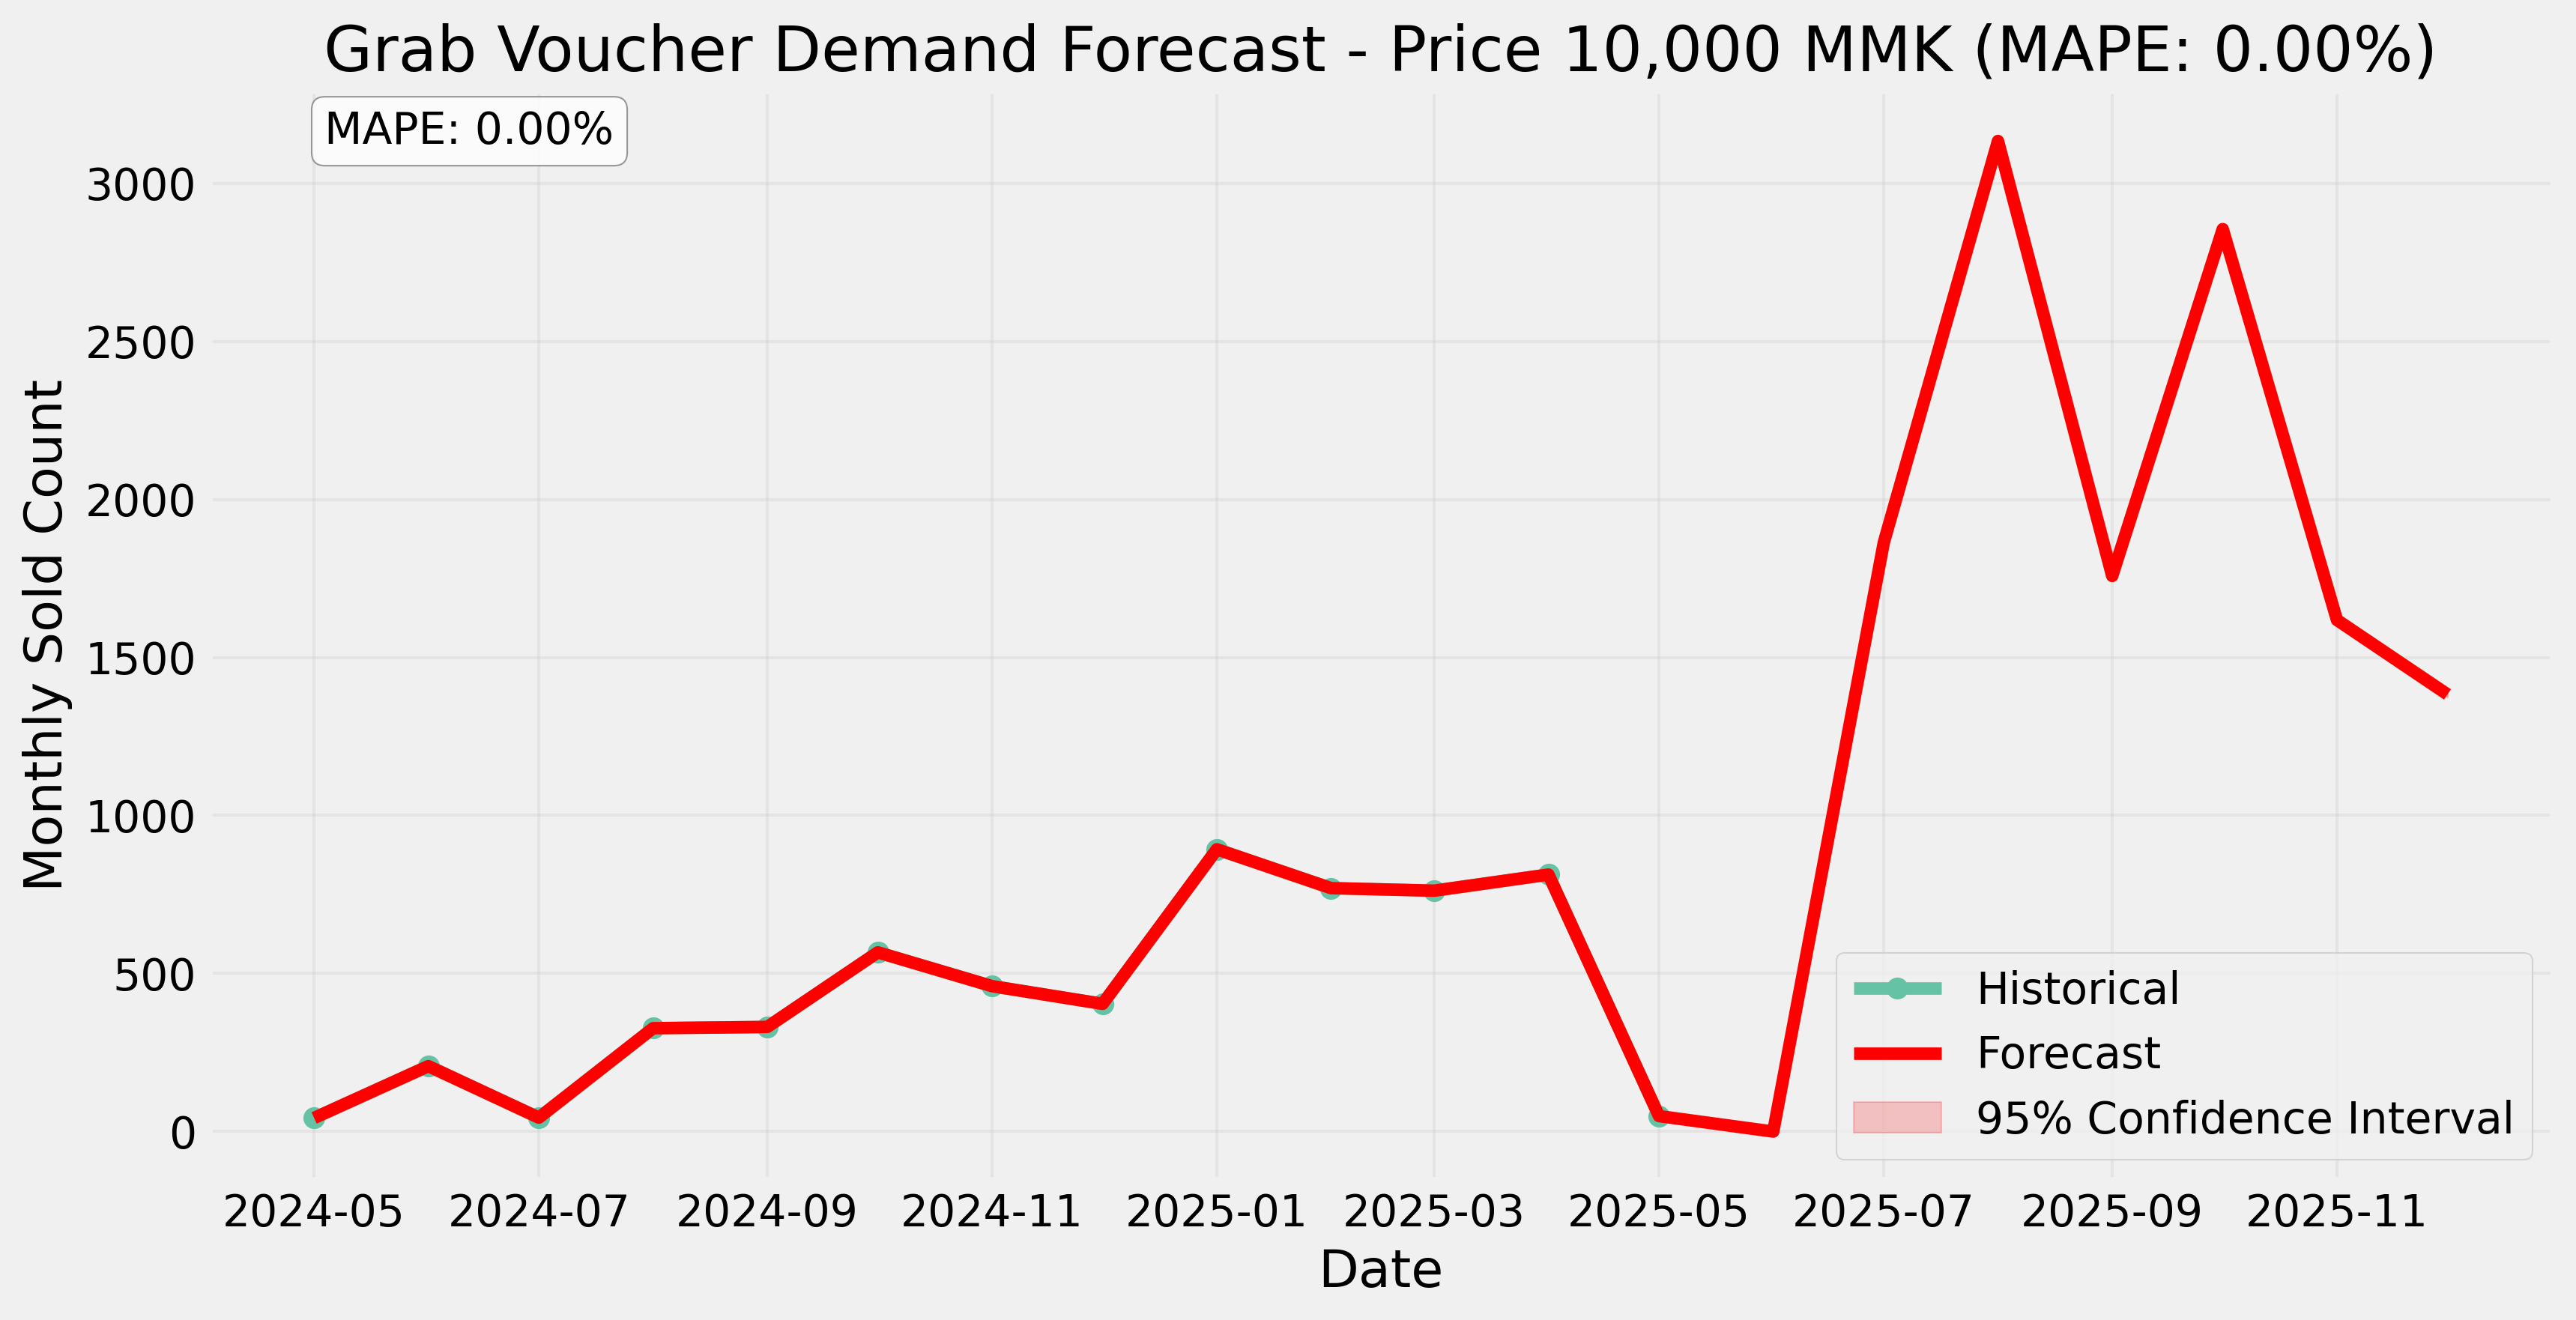 Grab Voucher Demand Forecast - Price 10,000 MMK (MAPE: 0.00%)
MAPE: 0.00%
Monthly Sold Count
3000
2500
2000
1500
1000
500
0
Historical
Forecast
95% Confidence Interval
2024-05 2024-07 2024-09 2024-11 2025-01 2025-03 2025-05 2025-07 2025-09 2025-11
Date